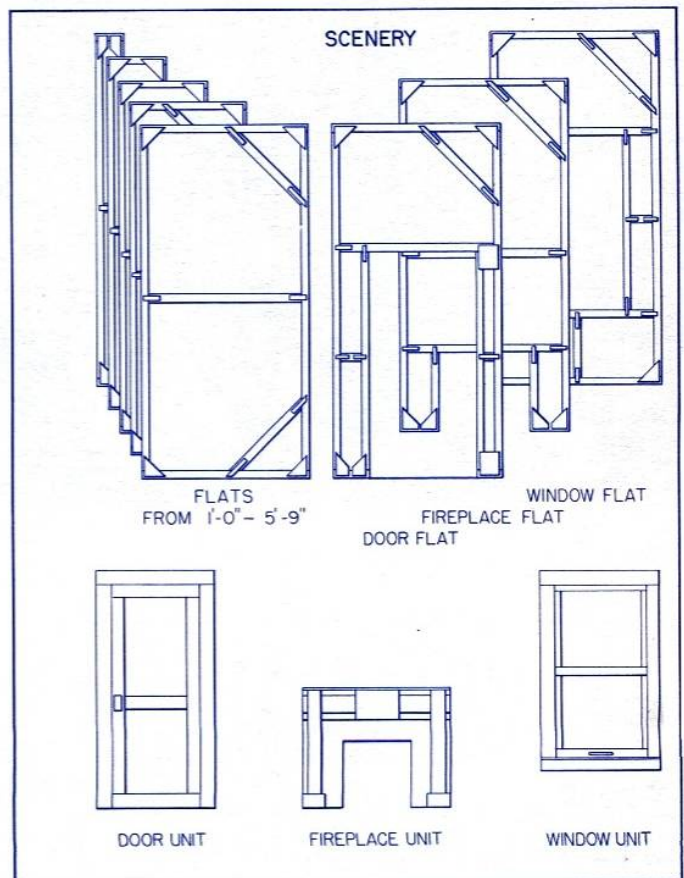 SCENERY
FLATS
FROM 1'-0" - 5'-9"
WINDOW FLAT
FIREPLACE FLAT
DOOR FLAT
DOOR UNIT
FIREPLACE UNIT
WINDOW UNIT